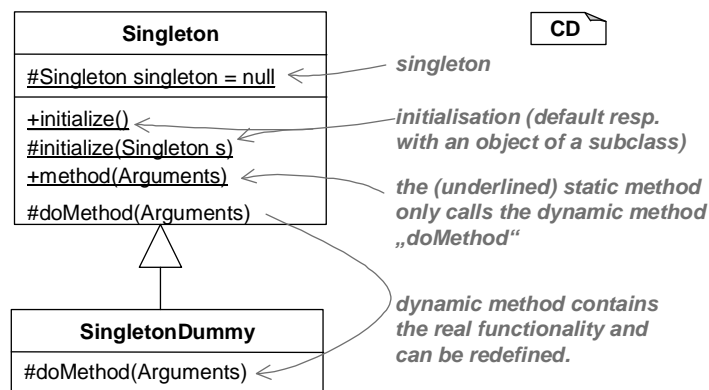 Singleton
CD
#Singleton singleton = null
singleton
+initialize()
#initialize(Singleton s)
+method(Arguments)
#doMethod(Arguments)
initialisation (default resp.
with an object of a subclass)
the (underlined) static method
only calls the dynamic method
„doMethod“
SingletonDummy
#doMethod(Arguments)
dynamic method contains
the real functionality and
can be redefined.